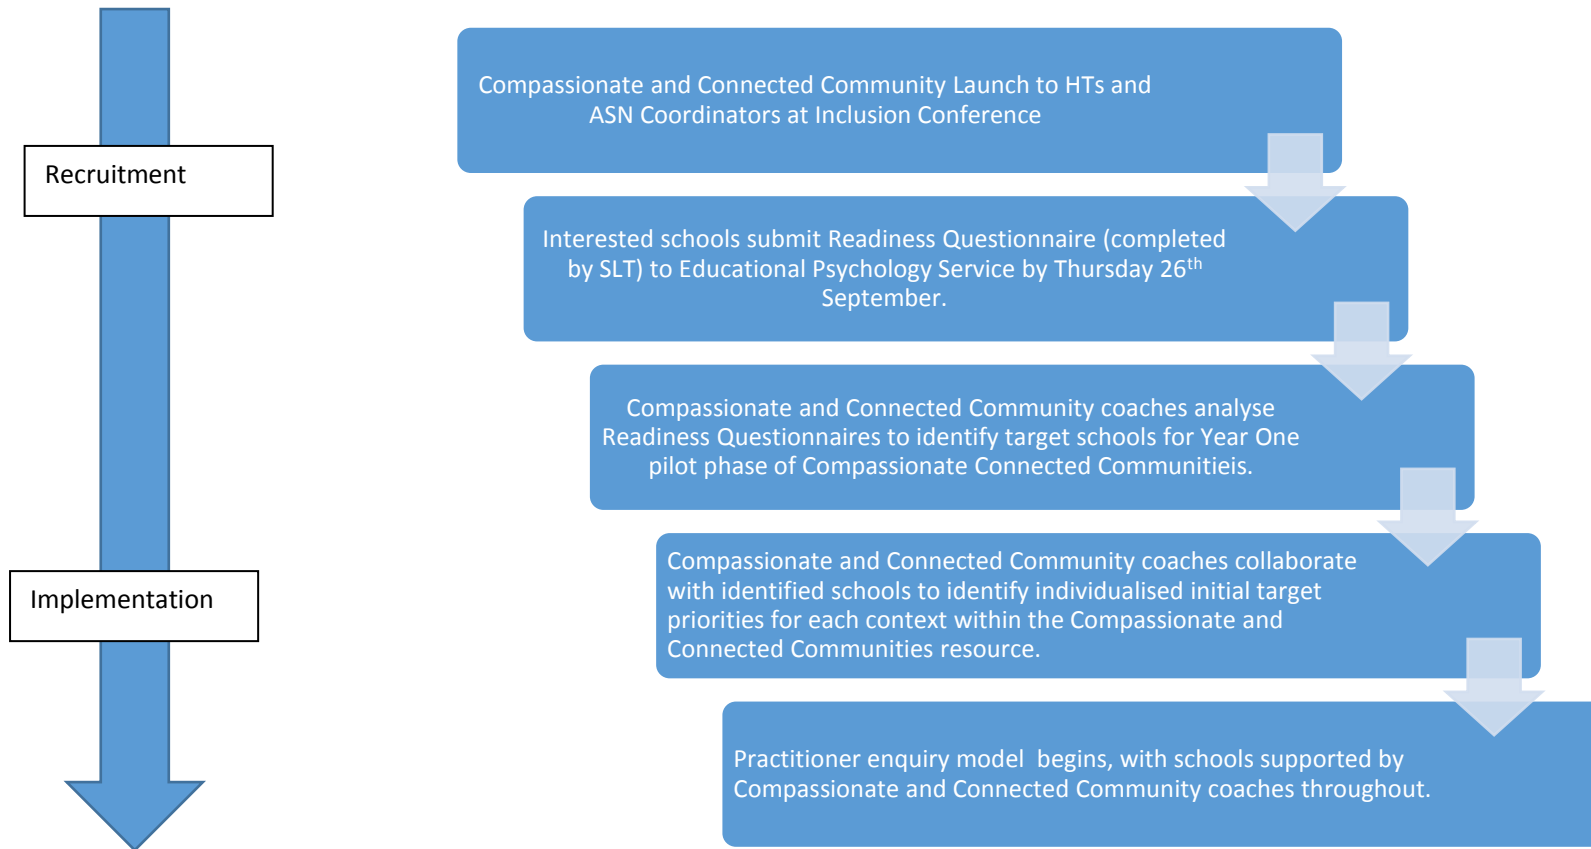 Compassionate and Connected Community Launch to HTs and
ASN Coordinators at Inclusion Conference
Recruitment
Interested schools submit Readiness Questionnaire (completed
by SLT) to Educational Psychology Service by Thursday 26th
September.
Compassionate and Connected Community coaches analyse
Readiness Questionnaires to identify target schools for Year One
pilot phase of Compassionate Connected Communitieis.
Compassionate and Connected Community coaches collaborate
with identified schools to identify individualised initial target
priorities for each context within the Compassionate and
Connected Communities resource.
Implementation
Practitioner enquiry model  begins, with schools supported by
Compassionate and Connected Community coaches throughout.